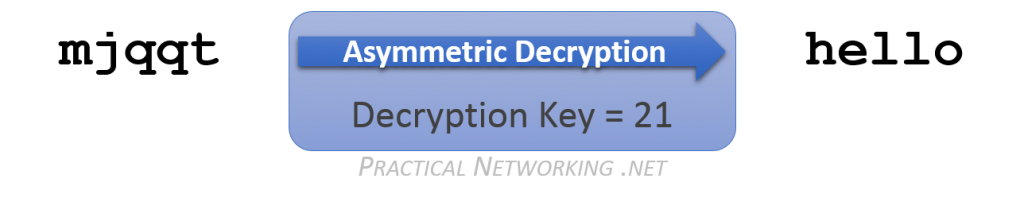 mjqqt
Asymmetric Decryption
hello
Decryption Key = 21
PRACTICAL NETWORKING .NET